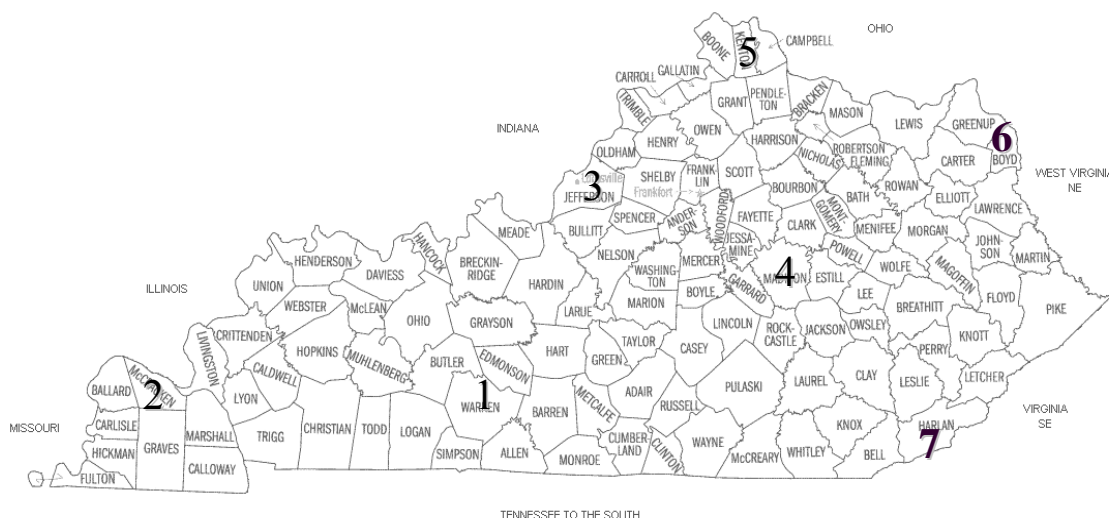 OHIO
BOONE
KENTON
5
CAMPBELL
GALLATIN
CARROLL
TRIMBLE
GRANT
PENDLE-
TON
BRACKEN
MASON
LEWIS
GREENUP
6
INDIANA
HENRY
OWEN
HARRISON
ROBERTSON
FLEMING
CARTER
BOYD
OLDHAM
NICHOLAS
WEST VIRGINIA
NE
3
Louisville
JEFFERSON
SHELBY
Frankfort
FRANK
LIN
SCOTT
BOURBON
BATH
ROWAN
ELLIOTT
LAWRENCE
SPENCER
ANDER-
SON
WOODFORD
FAYETTE
CLARK
MONT-
GOMERY
MENIFEE
MORGAN
BULLITT
MEADE
HANCOCK
JESSA-
MINE
POWELL
JOHN-
SON
MARTIN
HENDERSON
DAVIESS
BRECKIN-
RIDGE
NELSON
WASHING-
TON
MERCER
GARRARD
4
MADISON
ESTILL
WOLFE
MAGOFFIN
ILLINOIS
UNION
WEBSTER
McLEAN
HARDIN
LARUE
MARION
BOYLE
LEE
BREATHITT
FLOYD
PIKE
OHIO
GRAYSON
LINCOLN
ROCK-
CASTLE
JACKSON
OWSLEY
KNOTT
CRITTENDEN
LIVINGSTON
HOPKINS
MUHLENBERG
BUTLER
EDMONSON
HART
GREEN
TAYLOR
CASEY
PERRY
LETCHER
BALLARD
McCRACKEN
2
CALDWELL
LYON
1
WARREN
BARREN
METCALFE
ADAIR
RUSSELL
PULASKI
LAUREL
CLAY
LESLIE
MISSOURI
CARLISLE
GRAVES
MARSHALL
TRIGG
CHRISTIAN
TODD
LOGAN
KNOX
HARLAN
7
VIRGINIA
SE
HICKMAN
CALLOWAY
SIMPSON
ALLEN
MONROE
CUMBER-
LAND
CLINTON
WAYNE
McCREARY
WHITLEY
BELL
FULTON
TENNESSEE TO THE SOUTH